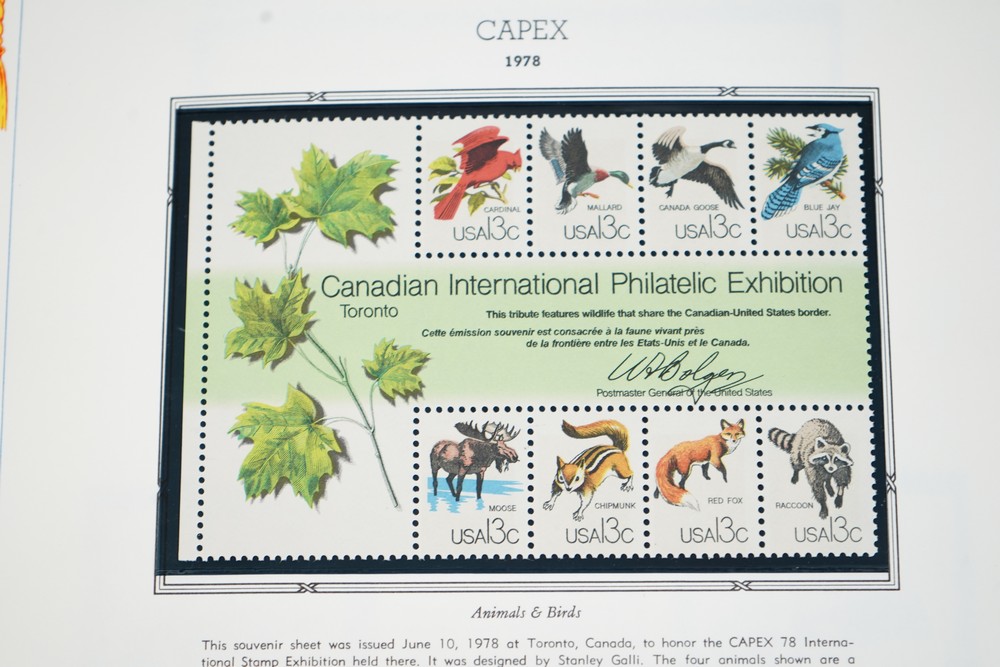 CAPEX
1978
CARDINAL
USA13C
MALLARD
USA13C
CANADA GOOSE
USA13C
BLUE JAY
USA13C
Canadian International Philatelic Exhibition
Toronto
This tribute features wildlife that share the Canadian-United States border.
Cette émission souvenir est consacrée à la faune vivant près
de la frontière entre les Etats-Unis et le Canada.
Postmaster General of the United States
MOOSE
USA13C
CHIPMUNK
USA13C
RED FOX
USA13C
RACCOON
USA13C
Animals & Birds
This souvenir sheet was issued June 10, 1978 at Toronto, Canada, to honor the CAPEX 78 Interna-
tional Stamp Exhibition held there. It was designed by Stanley Galli. The four animals shown are a